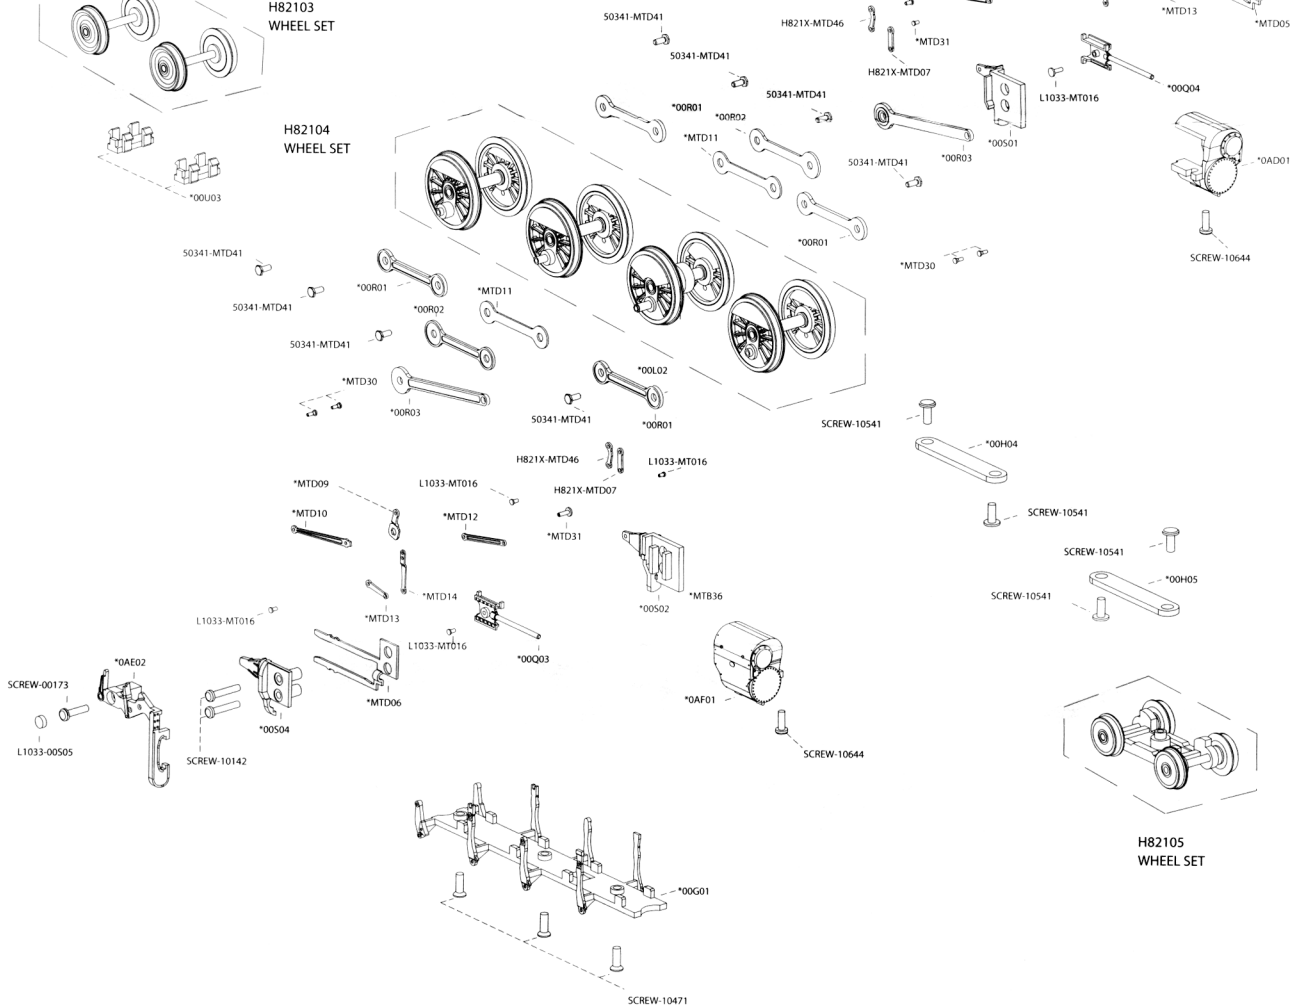 H82103
WHEEL SET
50341-MTD41
H821X-MTD46
*MTD31
*MTD13
*MTD05
50341-MTD41
H821X-MTD07
L1033-MT016
*00Q04
50341-MTD41
*00R01
*00R02
*MTD11
H82104
WHEEL SET
*00S01
*00R03
50341-MTD41
*0AD01
*00U03
*00R01
*MTD30
SCREW-10644
50341-MTD41
*00R01
*MTD11
50341-MTD41
*00R02
50341-MTD41
*00L02
*MTD30
*00R03
50341-MTD41
*00R01
SCREW-10541
*00H04
H821X-MTD46
L1033-MT016
*MTD09
L1033-MT016
H821X-MTD07
*MTD10
*MTD12
*MTD31
SCREW-10541
SCREW-10541
*00H05
*MTD14
*MTB36
SCREW-10541
*00S02
*MTD13
L1033-MT016
L1033-MT016
*00Q03
*0AE02
SCREW-00173
*MTD06
*0AF01
*00S04
L1033-00S05
SCREW-10142
SCREW-10644
H82105
WHEEL SET
*00G01
SCREW-10471